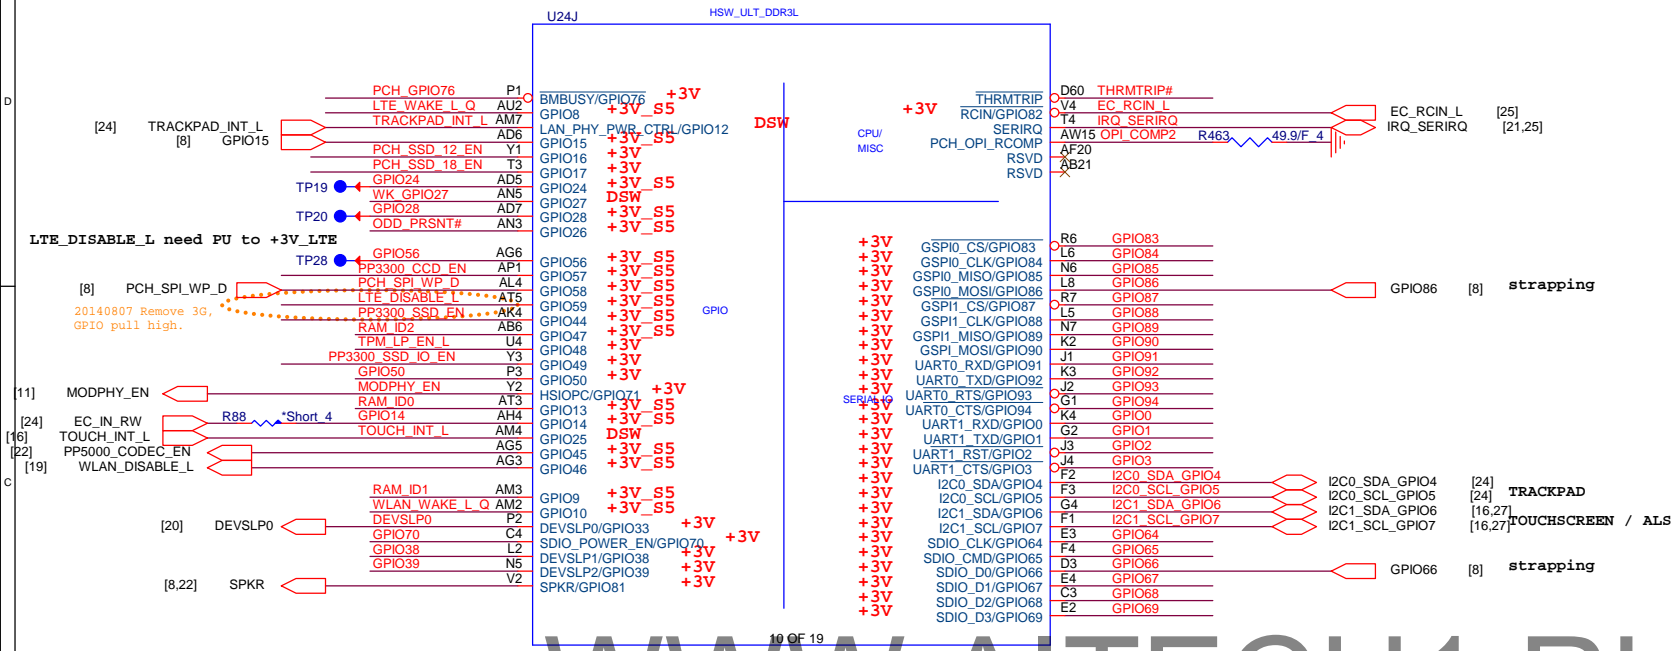 U24J HSW_ULT_DDR3L
D
PCH_GPIO76 P1 BMBUSY/GPIO76 +3V
LTE_WAKE_L_Q AU2 GPIO8 +3V_S5
[24] TRACKPAD_INT_L TRACKPAD_INT_L AM7 LAN_PHY_PWR_CTRL/GPIO12 DSW
[8] GPIO15 AD6 GPIO15 +3V_S5
PCH_SSD_12_EN Y1 GPIO16 +3V
PCH_SSD_18_EN T3 GPIO17 +3V
TP19 GPIO24 AD5 GPIO24 +3V_S5
WK_GPIO27 AN5 GPIO27 DSW
TP20 GPIO28 AD7 GPIO28 +3V_S5
ODD_PRSNT# AN3 GPIO26 +3V_S5
LTE_DISABLE_L need PU to +3V_LTE
TP28 GPIO56 AG6 GPIO56 +3V_S5
PP3300_CCD_EN AP1 GPIO57 +3V_S5
[8] PCH_SPI_WP_D PCH_SPI_WP_D AL4 GPIO58 +3V_S5
LTE_DISABLE_L AT5 GPIO59 +3V_S5
20140807 Remove 3G,
GPIO pull high.
PP3300_SSD_EN AK4 GPIO44 +3V_S5
RAM_ID2 AB6 GPIO47 +3V_S5
TPM_LP_EN_L U4 GPIO48 +3V
PP3300_SSD_IO_EN Y3 GPIO49 +3V
GPIO50 P3 GPIO50 +3V
[11] MODPHY_EN MODPHY_EN Y2 HSIOPC/GPIO71 +3V
RAM_ID0 AT3 GPIO13 +3V_S5
[24] EC_IN_RW R88 *Short_4 GPIO14 AH4 GPIO14 +3V_S5
[16] TOUCH_INT_L TOUCH_INT_L AM4 GPIO25 DSW
[22] PP5000_CODEC_EN AG5 GPIO45 +3V_S5
[19] WLAN_DISABLE_L AG3 GPIO46 +3V_S5
C
RAM_ID1 AM3 GPIO9 +3V_S5
WLAN_WAKE_L_Q AM2 GPIO10 +3V_S5
[20] DEVSLP0 DEVSLP0 P2 DEVSLP0/GPIO33 +3V
GPIO70 C4 SDIO_POWER_EN/GPIO70 +3V
GPIO38 L2 DEVSLP1/GPIO38 +3V
GPIO39 N5 DEVSLP2/GPIO39 +3V
[8,22] SPKR V2 SPKR/GPIO81 +3V
GPIO
CPU/
MISC
SERIAL IO
THRMTRIP D60 THRMTRIP#
+3V RCIN/GPIO82 V4 EC_RCIN_L EC_RCIN_L [25]
SERIRQ T4 IRQ_SERIRQ IRQ_SERIRQ [21,25]
PCH_OPI_RCOMP AW15 OPI_COMP2 R463 49.9/F_4
RSVD AF20
RSVD AB21
+3V GSPI0_CS/GPIO83 R6 GPIO83
+3V GSPI0_CLK/GPIO84 L6 GPIO84
+3V GSPI0_MISO/GPIO85 N6 GPIO85
+3V GSPI0_MOSI/GPIO86 L8 GPIO86 GPIO86 [8] strapping
+3V GSPI1_CS/GPIO87 R7 GPIO87
+3V GSPI1_CLK/GPIO88 L5 GPIO88
+3V GSPI1_MISO/GPIO89 N7 GPIO89
+3V GSPI_MOSI/GPIO90 K2 GPIO90
+3V UART0_RXD/GPIO91 J1 GPIO91
+3V UART0_TXD/GPIO92 K3 GPIO92
+3V UART0_RTS/GPIO93 J2 GPIO93
+3V UART0_CTS/GPIO94 G1 GPIO94
+3V UART1_RXD/GPIO0 K4 GPIO0
+3V UART1_TXD/GPIO1 G2 GPIO1
+3V UART1_RST/GPIO2 J3 GPIO2
+3V UART1_CTS/GPIO3 J4 GPIO3
+3V I2C0_SDA/GPIO4 F2 I2C0_SDA_GPIO4 I2C0_SDA_GPIO4 [24]
+3V I2C0_SCL/GPIO5 F3 I2C0_SCL_GPIO5 I2C0_SCL_GPIO5 [24] TRACKPAD
+3V I2C1_SDA/GPIO6 G4 I2C1_SDA_GPIO6 I2C1_SDA_GPIO6 [16,27]
+3V I2C1_SCL/GPIO7 F1 I2C1_SCL_GPIO7 I2C1_SCL_GPIO7 [16,27] TOUCHSCREEN / ALS
+3V SDIO_CLK/GPIO64 E3 GPIO64
+3V SDIO_CMD/GPIO65 F4 GPIO65
+3V SDIO_D0/GPIO66 D3 GPIO66 GPIO66 [8] strapping
+3V SDIO_D1/GPIO67 E4 GPIO67
+3V SDIO_D2/GPIO68 C3 GPIO68
+3V SDIO_D3/GPIO69 E2 GPIO69
10 OF 19